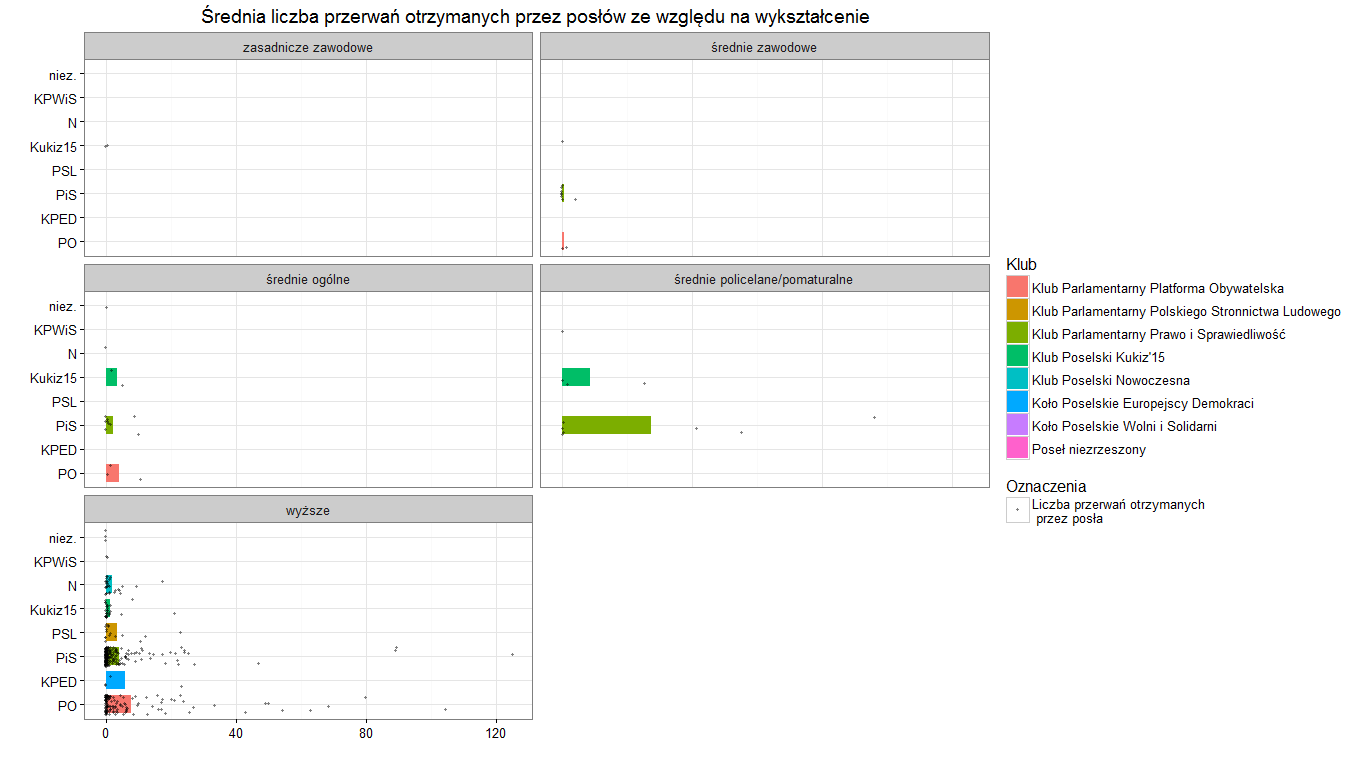 Średnia liczba przerwań otrzymanych przez posłów ze względu na wykształcenie
zasadnicze zawodowe
średnie zawodowe
niez.
KPWiS
N
Kukiz15
PSL
PiS
KPED
PO
średnie ogólne
średnie policelane/pomaturalne
niez.
KPWiS
N
Kukiz15
PSL
PiS
KPED
PO
wyższe
niez.
KPWiS
N
Kukiz15
PSL
PiS
KPED
PO
0
40
80
120
Klub
Klub Parlamentarny Platforma Obywatelska
Klub Parlamentarny Polskiego Stronnictwa Ludowego
Klub Parlamentarny Prawo i Sprawiedliwość
Klub Poselski Kukiz'15
Klub Poselski Nowoczesna
Koło Poselskie Europejscy Demokraci
Koło Poselskie Wolni i Solidarni
Poseł niezrzeszony
Oznaczenia
Liczba przerwań otrzymanych
przez posła